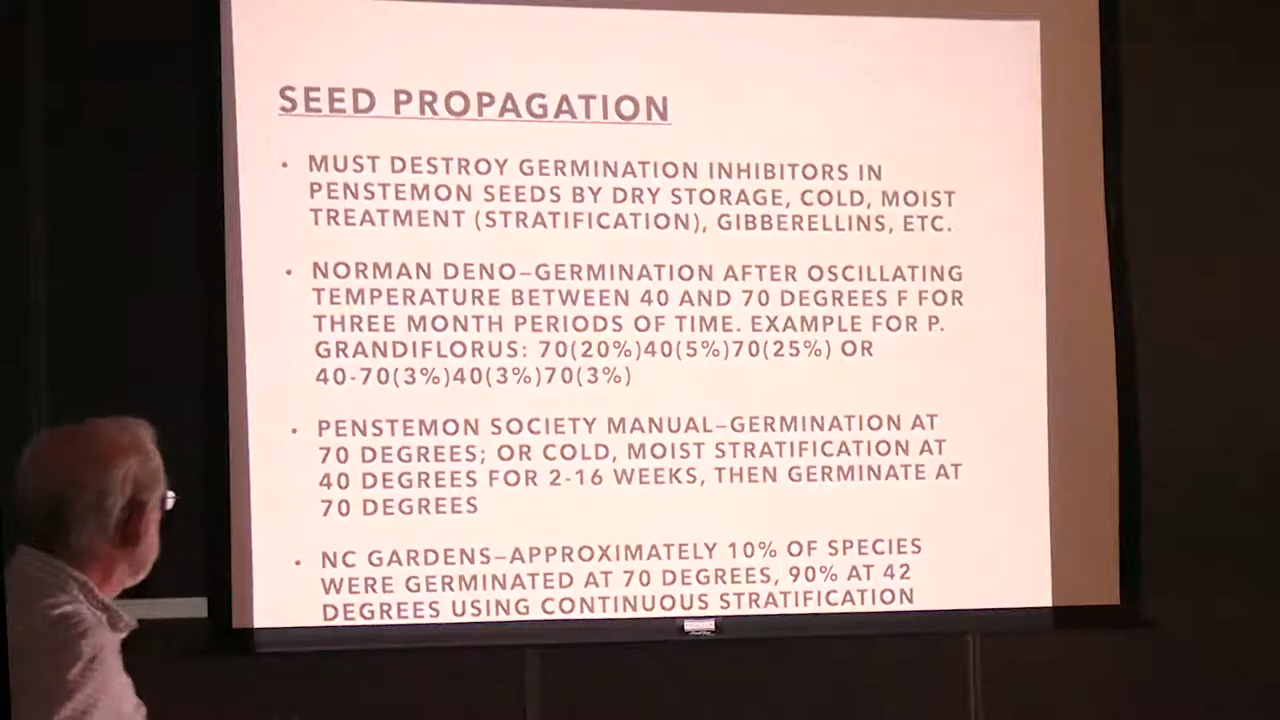 SEED PROPAGATION
• MUST DESTROY GERMINATION INHIBITORS IN
PENSTEMON SEEDS BY DRY STORAGE, COLD, MOIST
TREATMENT (STRATIFICATION), GIBBERELLINS, ETC.
• NORMAN DENO–GERMINATION AFTER OSCILLATING
TEMPERATURE BETWEEN 40 AND 70 DEGREES F FOR
THREE MONTH PERIODS OF TIME. EXAMPLE FOR P.
GRANDIFLORUS: 70(20%)40(5%)70(25%) OR
40-70(3%)40(3%)70(3%)
• PENSTEMON SOCIETY MANUAL–GERMINATION AT
70 DEGREES; OR COLD, MOIST STRATIFICATION AT
40 DEGREES FOR 2-16 WEEKS, THEN GERMINATE AT
70 DEGREES
• NC GARDENS–APPROXIMATELY 10% OF SPECIES
WERE GERMINATED AT 70 DEGREES, 90% AT 42
DEGREES USING CONTINUOUS STRATIFICATION